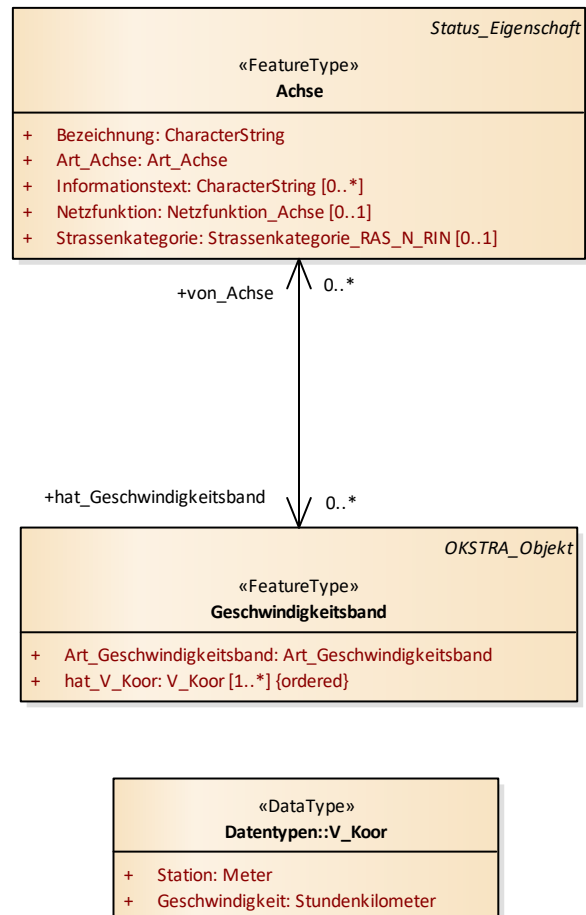 Status_Eigenschaft
«FeatureType»
Achse
+ Bezeichnung: CharacterString
+ Art_Achse: Art_Achse
+ Informationstext: CharacterString [0..*]
+ Netzfunktion: Netzfunktion_Achse [0..1]
+ Strassenkategorie: Strassenkategorie_RAS_N_RIN [0..1]
+von_Achse 0..*
+hat_Geschwindigkeitsband 0..*
OKSTRA_Objekt
«FeatureType»
Geschwindigkeitsband
+ Art_Geschwindigkeitsband: Art_Geschwindigkeitsband
+ hat_V_Koor: V_Koor [1..*] {ordered}
«DataType»
Datentypen::V_Koor
+ Station: Meter
+ Geschwindigkeit: Stundenkilometer